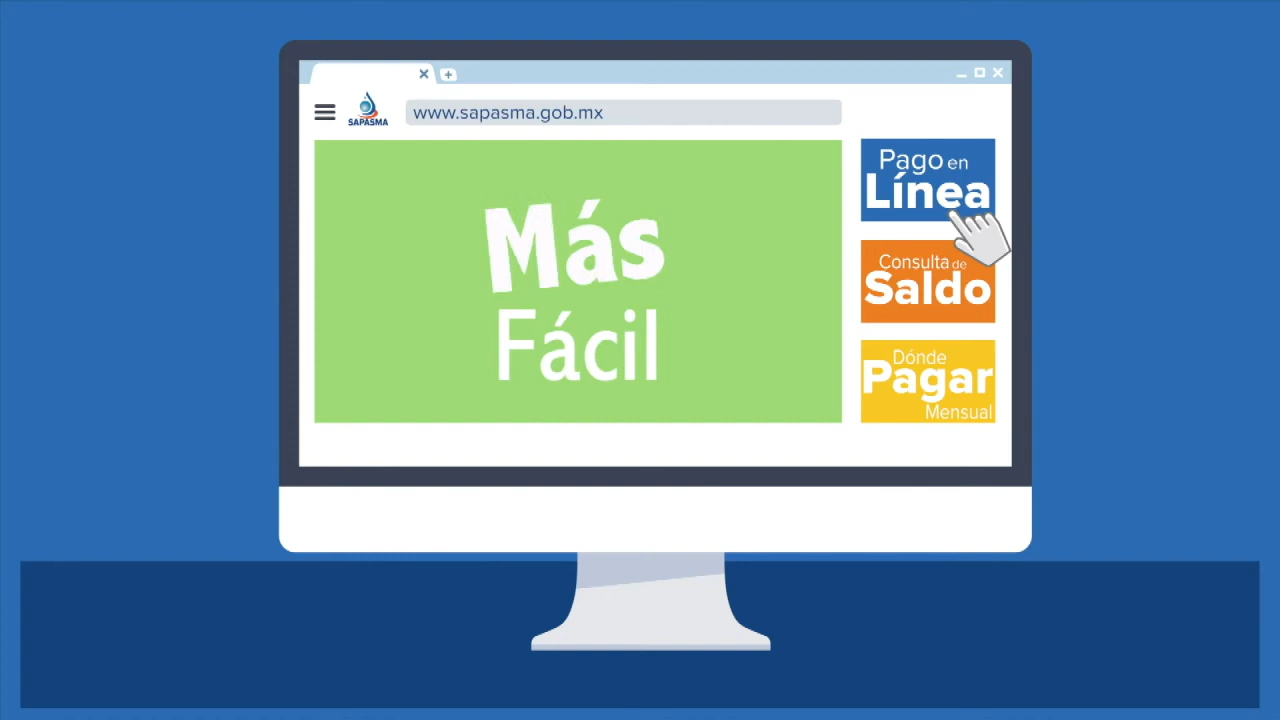 SAPASMA
www.sapasma.gob.mx
Más
Fácil
Pago en
Línea
Consulta de
Saldo
Dónde
Pagar
Mensual